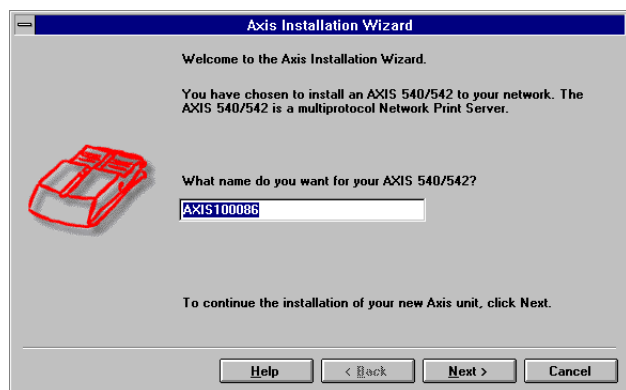 Axis Installation Wizard
Welcome to the Axis Installation Wizard.
You have chosen to install an AXIS 540/542 to your network. The
AXIS 540/542 is a multiprotocol Network Print Server.
What name do you want for your AXIS 540/542?
AXIS100086
To continue the installation of your new Axis unit, click Next.
Help < Back Next > Cancel